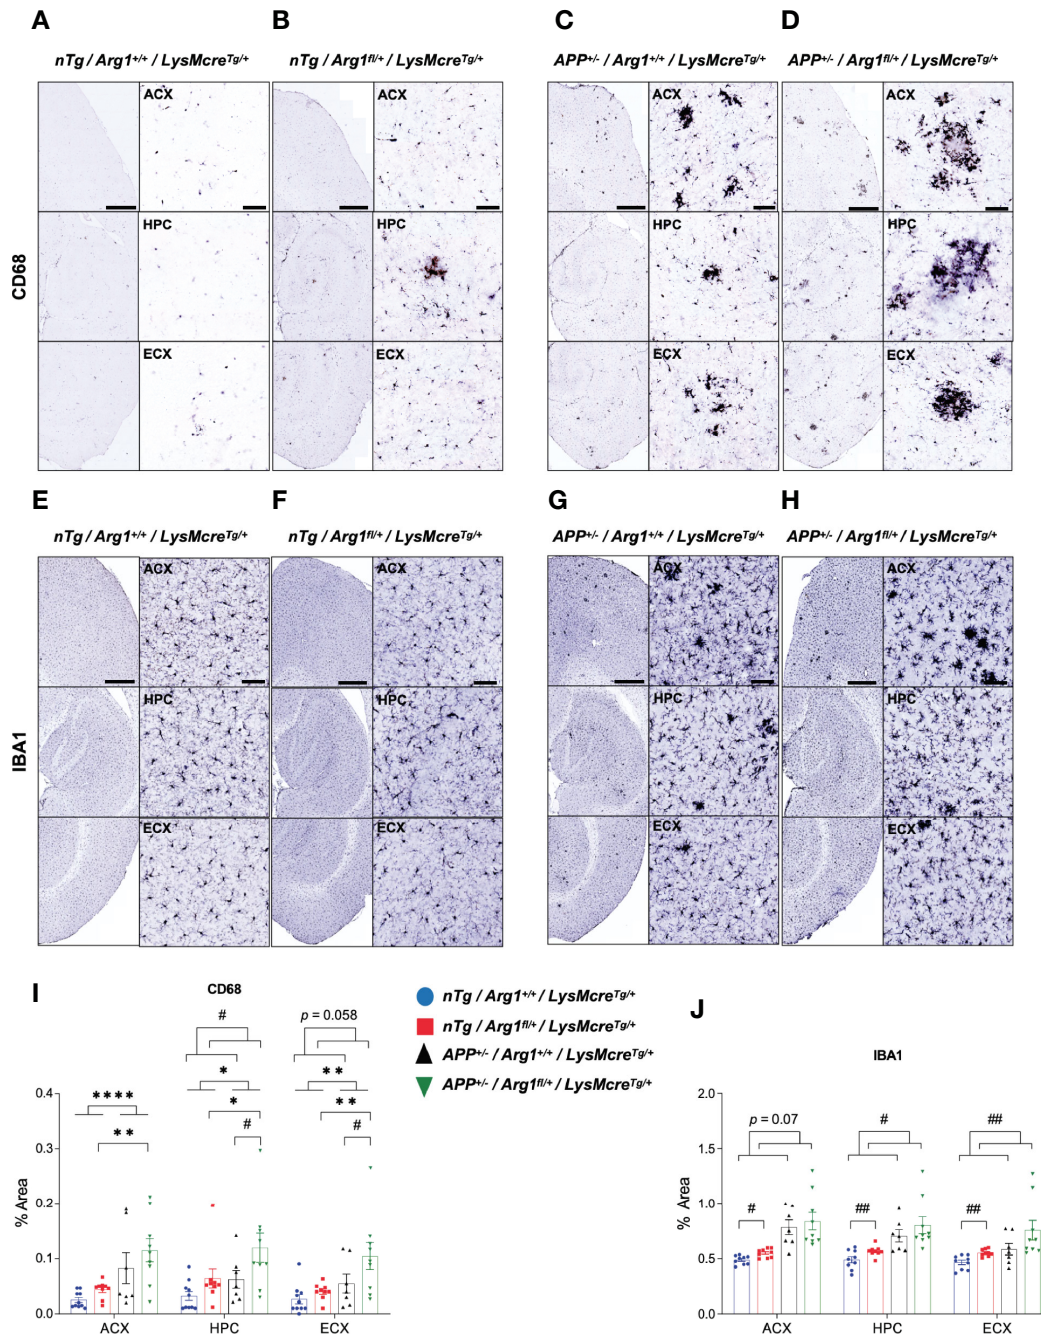 A
B
C
D
nTg / Arg1+/+ / LysMcreTg/+
nTg / Arg1fl/+ / LysMcreTg/+
APP+/- / Arg1+/+ / LysMcreTg/+
APP+/- / Arg1fl/+ / LysMcreTg/+
CD68
ACX
ACX
ACX
ACX
HPC
HPC
HPC
HPC
ECX
ECX
ECX
ECX
E
F
G
H
nTg / Arg1+/+ / LysMcreTg/+
nTg / Arg1fl/+ / LysMcreTg/+
APP+/- / Arg1+/+ / LysMcreTg/+
APP+/- / Arg1fl/+ / LysMcreTg/+
IBA1
ACX
ACX
ACX
ACX
HPC
HPC
HPC
HPC
ECX
ECX
ECX
ECX
I
CD68
#
p = 0.058
*
**
****
*
**
**
#
#
0.4
0.3
0.2
0.1
0.0
% Area
ACX
HPC
ECX
nTg / Arg1+/+ / LysMcreTg/+
nTg / Arg1fl/+ / LysMcreTg/+
APP+/- / Arg1+/+ / LysMcreTg/+
APP+/- / Arg1fl/+ / LysMcreTg/+
J
IBA1
p = 0.07
#
##
#
##
##
2.0
1.5
1.0
0.5
0.0
% Area
ACX
HPC
ECX